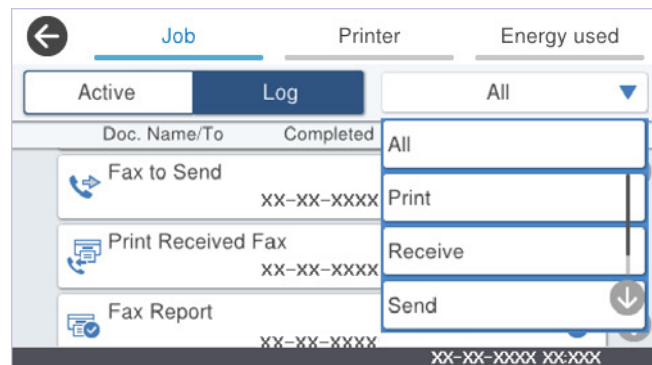 Job Printer Energy used
Active Log All
Doc. Name/To Completed
All
Fax to Send
XX-XX-XXXX
Print
Print Received Fax
XX-XX-XXXX
Receive
Fax Report
XX-XX-XXXX
Send
XX-XX-XXXX XX:XXX